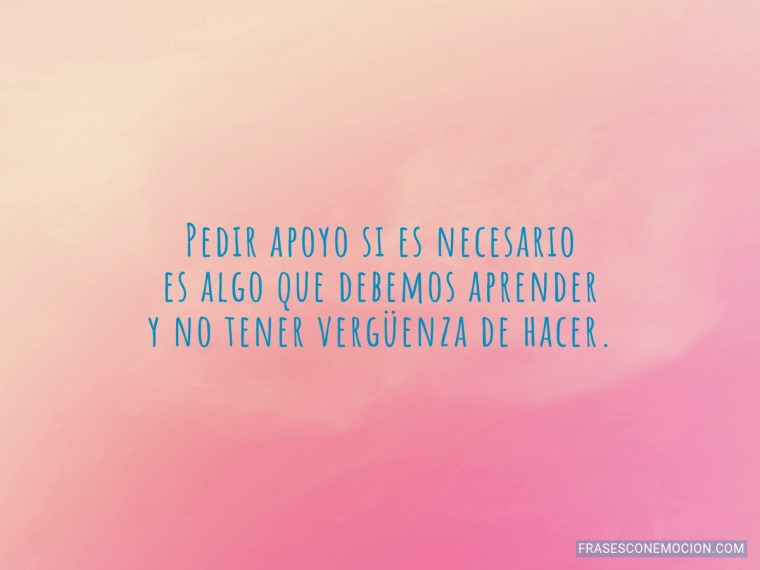 Pedir apoyo si es necesario
es algo que debemos aprender
y no tener vergüenza de hacer.
FRASESCONEMOCION.COM